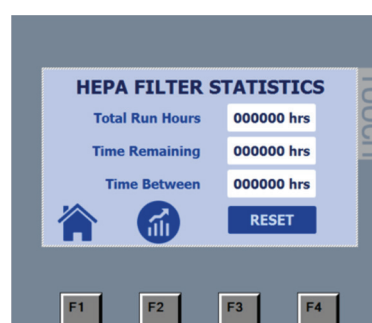 HEPA FILTER STATISTICS
Total Run Hours 000000 hrs
Time Remaining 000000 hrs
Time Between 000000 hrs
RESET
Touch
F1 F2 F3 F4